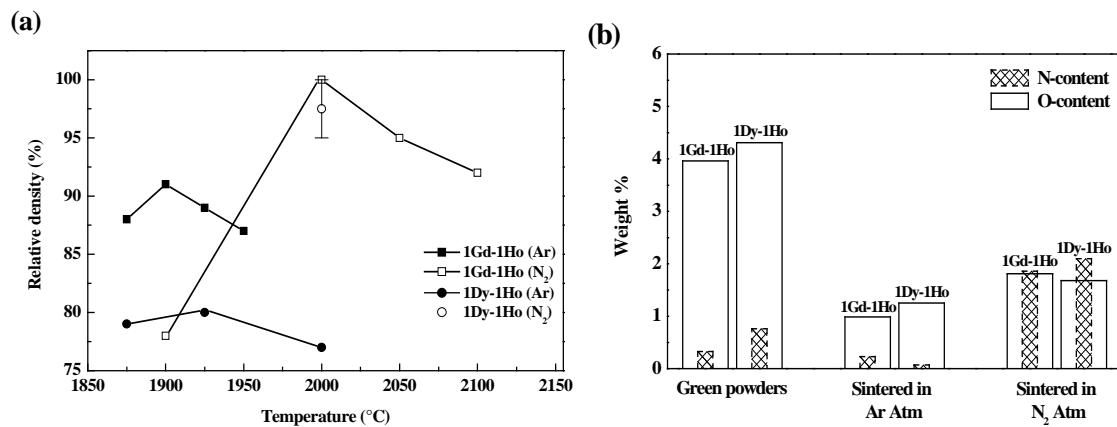 (a)
Relative density (%)
100
95
90
85
80
75
1850 1900 1950 2000 2050 2100 2150
Temperature (°C)
1Gd-1Ho (Ar)
1Gd-1Ho (N₂)
1Dy-1Ho (Ar)
1Dy-1Ho (N₂)
(b)
Weight %
6
5
4
3
2
1
0
N-content
O-content
1Gd-1Ho
1Dy-1Ho
1Gd-1Ho
1Dy-1Ho
1Gd-1Ho
1Dy-1Ho
Green powders
Sintered in
Ar Atm
Sintered in
N₂ Atm